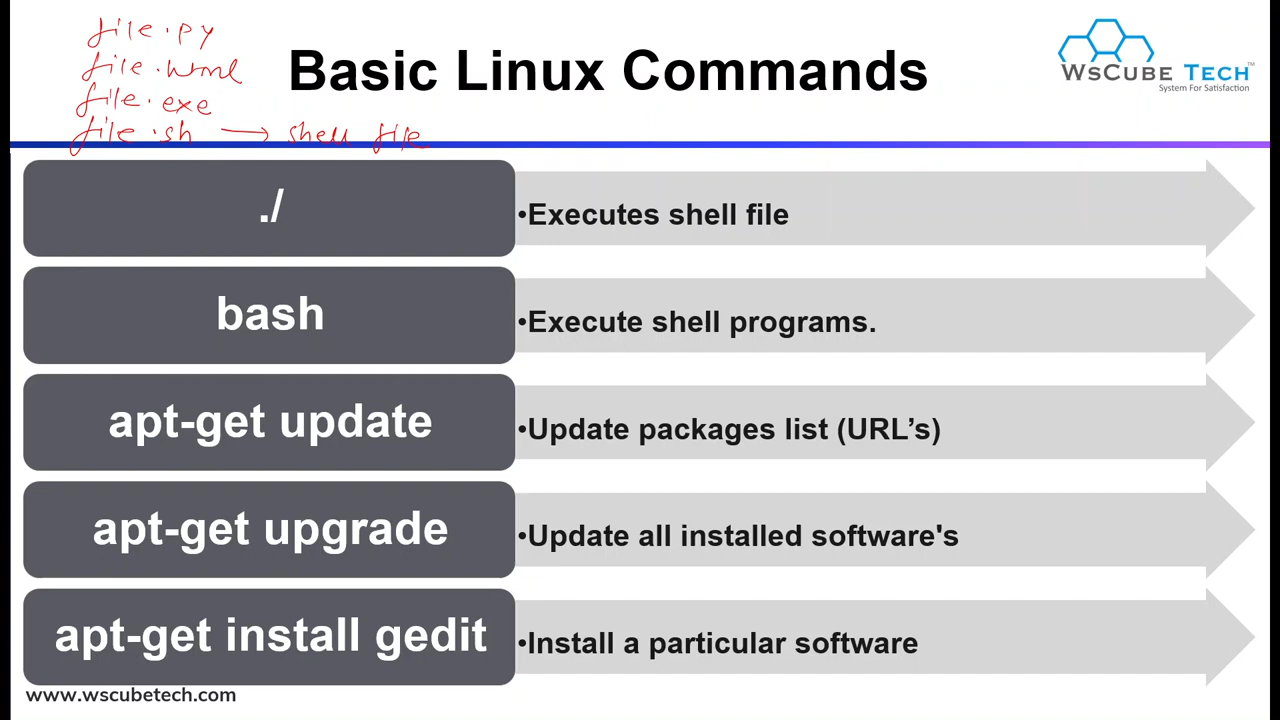 file.py
file.html
file.exe
file.sh → shell file
Basic Linux Commands
WsCube Tech™
System For Satisfaction
./
•Executes shell file
bash
•Execute shell programs.
apt-get update
•Update packages list (URL’s)
apt-get upgrade
•Update all installed software's
apt-get install gedit
•Install a particular software
www.wscubetech.com